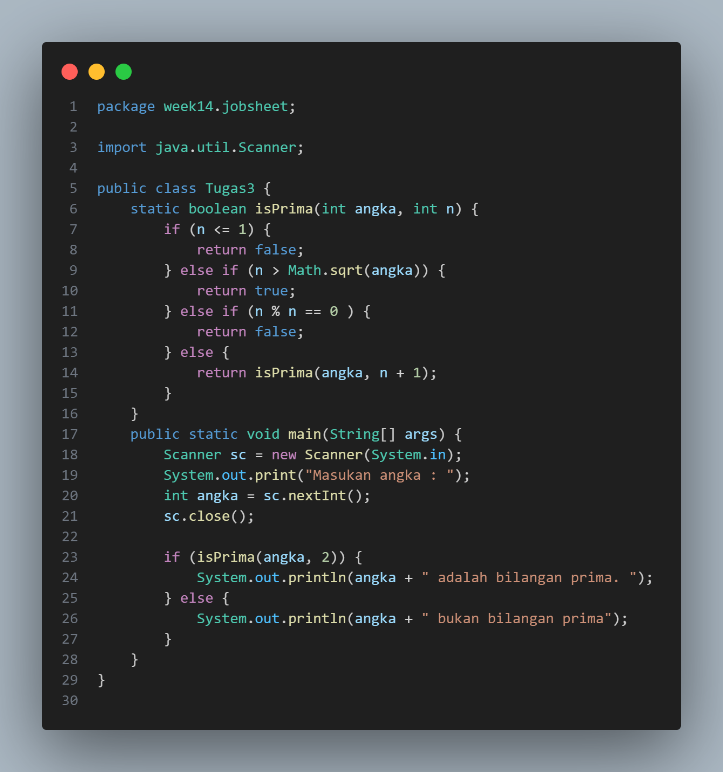 1 package week14.jobsheet;
2
3 import java.util.Scanner;
4
5 public class Tugas3 {
6     static boolean isPrima(int angka, int n) {
7         if (n <= 1) {
8             return false;
9         } else if (n > Math.sqrt(angka)) {
10             return true;
11         } else if (n % n == 0 ) {
12             return false;
13         } else {
14             return isPrima(angka, n + 1);
15         }
16     }
17     public static void main(String[] args) {
18         Scanner sc = new Scanner(System.in);
19         System.out.print("Masukan angka : ");
20         int angka = sc.nextInt();
21         sc.close();
22
23         if (isPrima(angka, 2)) {
24             System.out.println(angka + " adalah bilangan prima. ");
25         } else {
26             System.out.println(angka + " bukan bilangan prima");
27         }
28     }
29 }
30